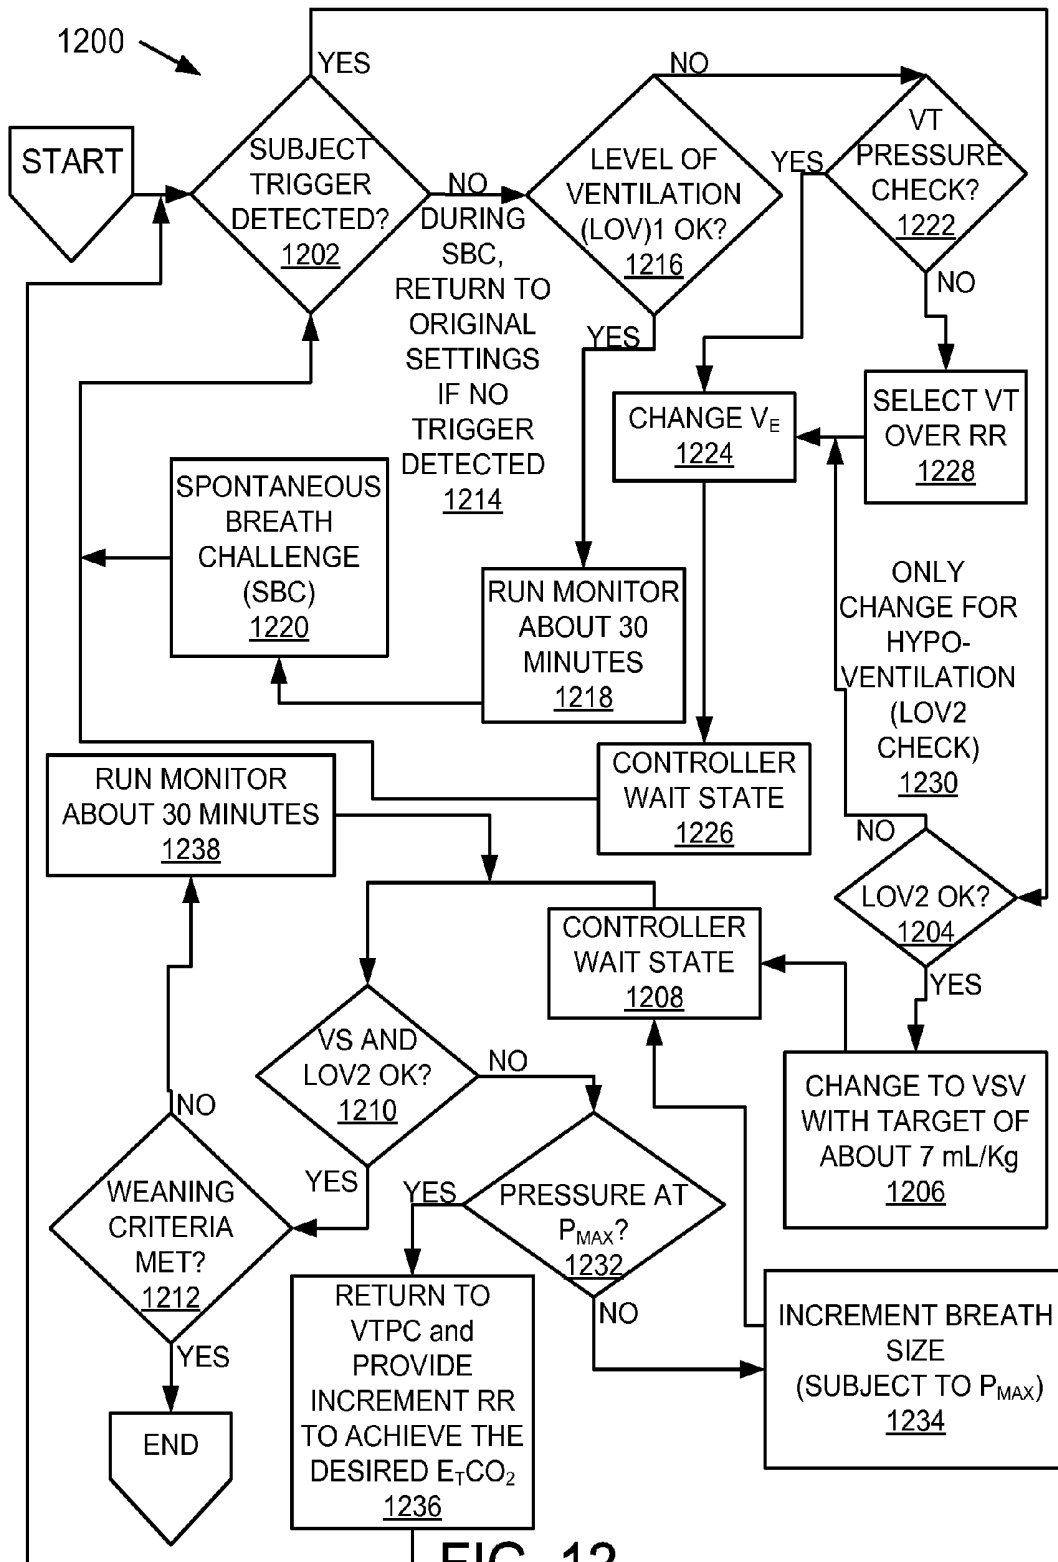 1200
START
YES
SUBJECT
TRIGGER
DETECTED?
1202
NO
DURING
SBC,
RETURN TO
ORIGINAL
SETTINGS
IF NO
TRIGGER
DETECTED
1214
LEVEL OF
VENTILATION
(LOV)1 OK?
1216
NO
YES
VT
PRESSURE
CHECK?
1222
YES
NO
CHANGE VE
1224
SELECT VT
OVER RR
1228
SPONTANEOUS
BREATH
CHALLENGE
(SBC)
1220
RUN MONITOR
ABOUT 30
MINUTES
1218
ONLY
CHANGE FOR
HYPO-
VENTILATION
(LOV2
CHECK)
1230
CONTROLLER
WAIT STATE
1226
RUN MONITOR
ABOUT 30 MINUTES
1238
NO
LOV2 OK?
1204
YES
CONTROLLER
WAIT STATE
1208
VS AND
LOV2 OK?
1210
NO
YES
CHANGE TO VSV
WITH TARGET OF
ABOUT 7 mL/Kg
1206
NO
WEANING
CRITERIA
MET?
1212
YES
END
PRESSURE AT
PMAX?
1232
YES
NO
RETURN TO
VTPC and
PROVIDE
INCREMENT RR
TO ACHIEVE THE
DESIRED ETCO2
1236
INCREMENT BREATH
SIZE
(SUBJECT TO PMAX)
1234
FIG. 12